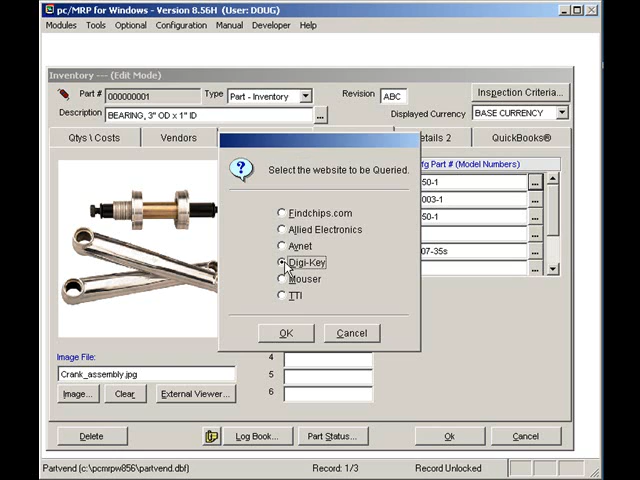 pc/MRP for Windows - Version 8.56H (User: DOUG)
Modules Tools Optional Configuration Manual Developer Help
Inventory --- (Edit Mode)
Part # 000000001 Type Part - Inventory Revision ABC Inspection Criteria...
Description BEARING, 3" OD x 1" ID ... Displayed Currency BASE CURRENCY
Qtys \ Costs Vendors etails 2 QuickBooks®
Select the website to be Queried.
Findchips.com
Allied Electronics
Avnet
Digi-Key
Mouser
TTI
OK Cancel
fg Part # (Model Numbers)
50-1 ...
003-1 ...
50-1 ...
...
07-35s ...
...
Image File:
Crank_assembly.jpg
Image... Clear External Viewer...
4
5
6
Delete Log Book... Part Status... Ok Cancel
Partvend (c:\pcmrpw856\partvend.dbf) Record: 1/3 Record Unlocked